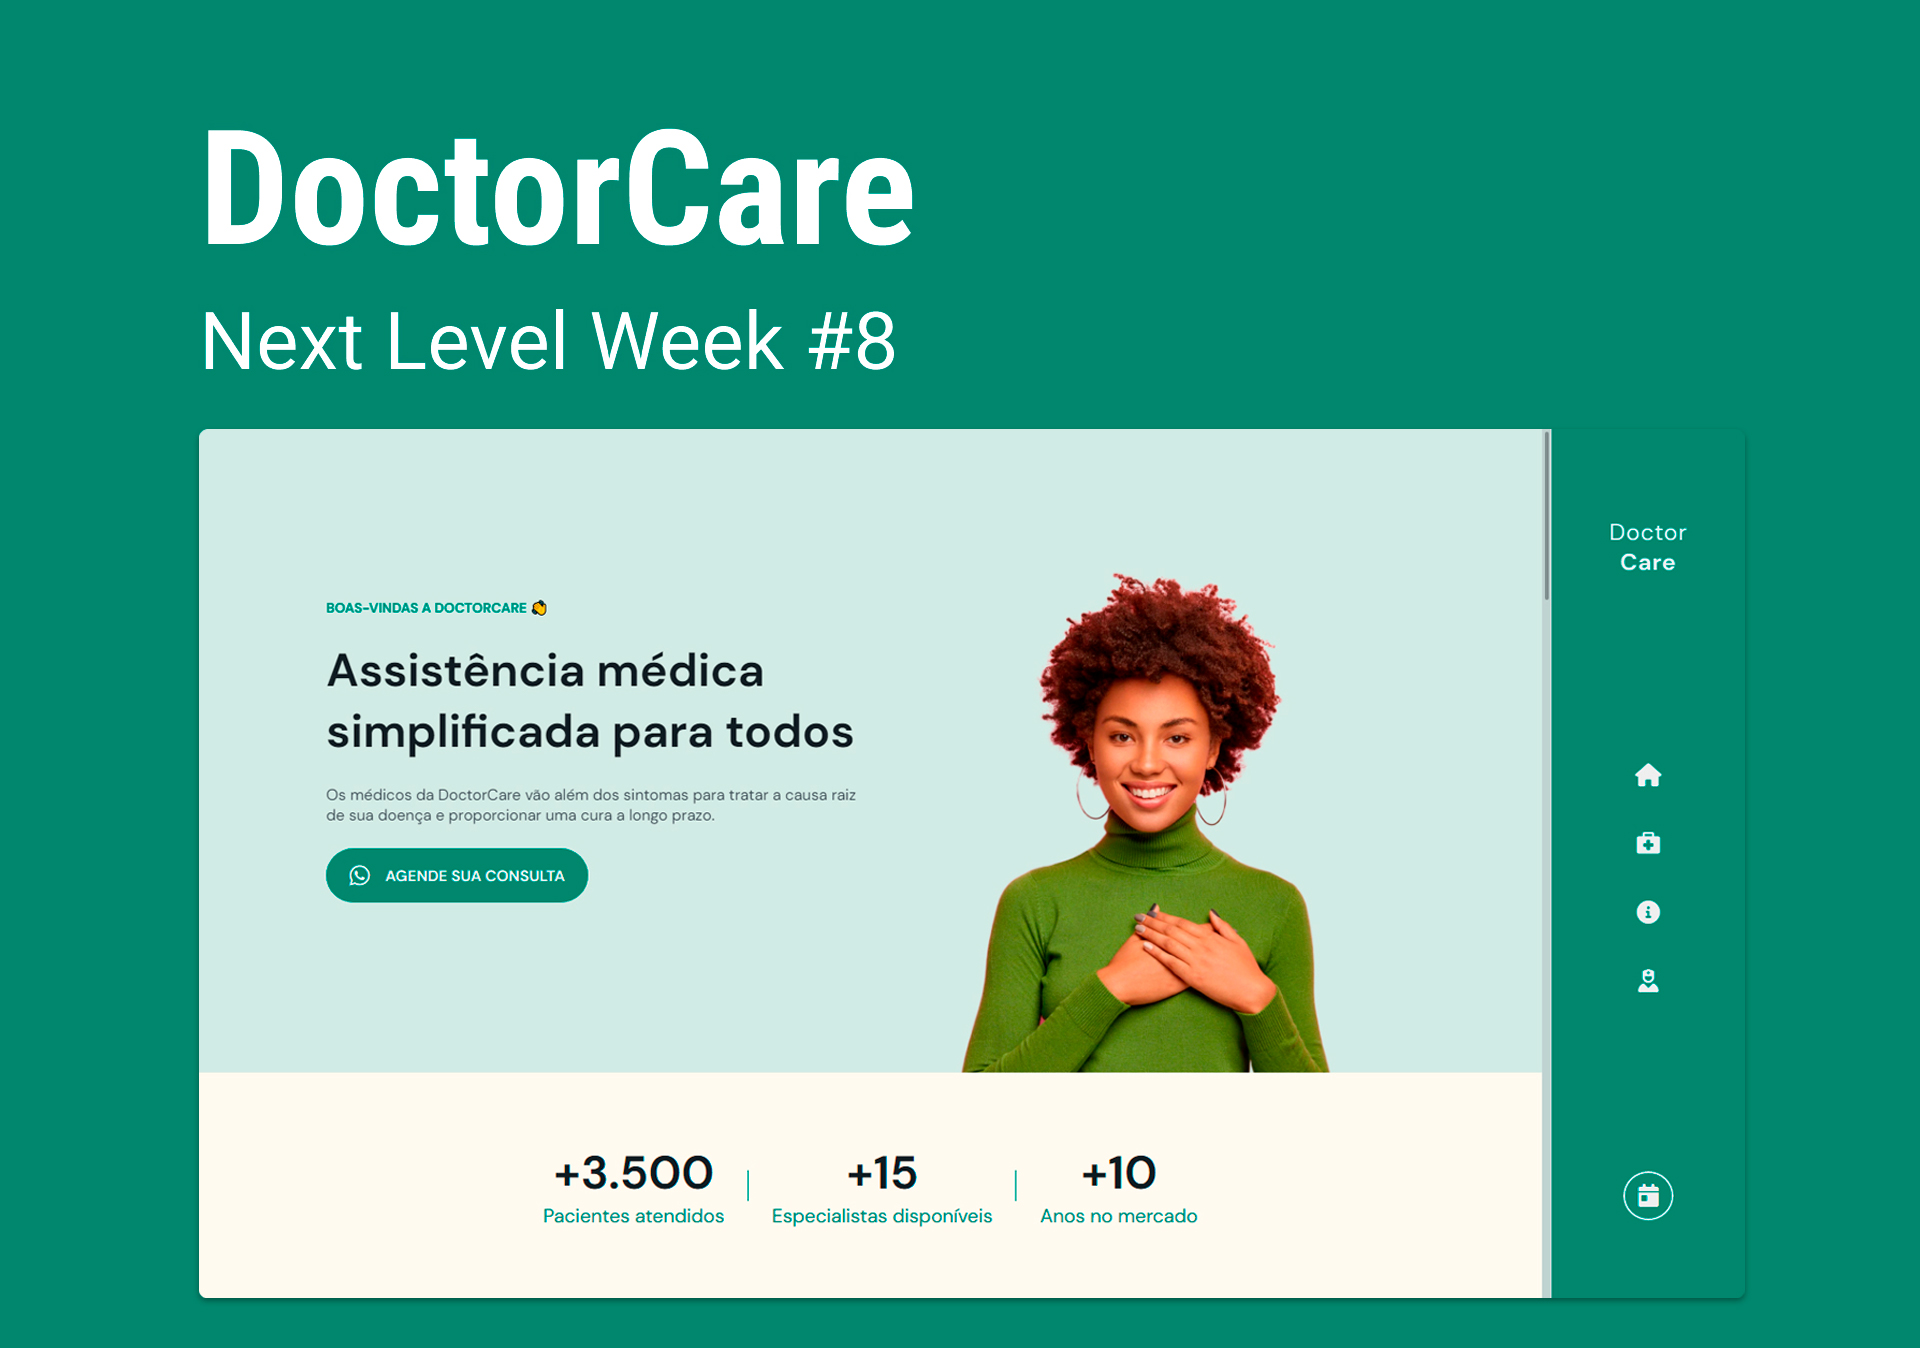 DoctorCare
Next Level Week #8
Doctor
Care
BOAS-VINDAS A DOCTORCARE 👋
Assistência médica
simplificada para todos
Os médicos da DoctorCare vão além dos sintomas para tratar a causa raiz
de sua doença e proporcionar uma cura a longo prazo.
AGENDE SUA CONSULTA
+3.500
Pacientes atendidos
+15
Especialistas disponíveis
+10
Anos no mercado